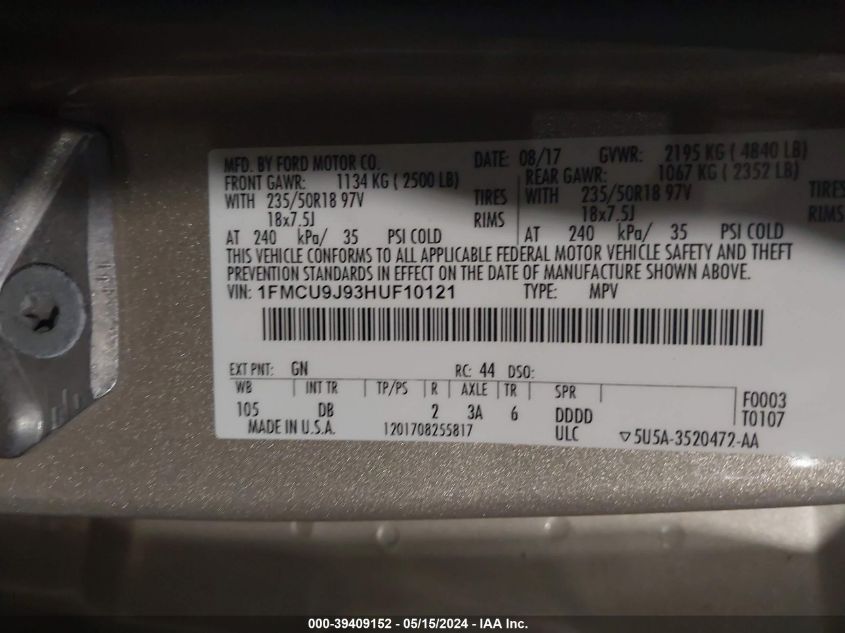 MFD. BY FORD MOTOR CO. DATE: 08/17 GVWR: 2195 KG ( 4840 LB)
FRONT GAWR: 1134 KG ( 2500 LB) REAR GAWR: 1067 KG ( 2352 LB)
WITH 235/50R18 97V TIRES WITH 235/50R18 97V TIRES
18x7.5J RIMS 18x7.5J RIMS
AT 240 kPa/ 35 PSI COLD AT 240 kPa/ 35 PSI COLD
THIS VEHICLE CONFORMS TO ALL APPLICABLE FEDERAL MOTOR VEHICLE SAFETY AND THEFT
PREVENTION STANDARDS IN EFFECT ON THE DATE OF MANUFACTURE SHOWN ABOVE.
VIN: 1FMCU9J93HUF10121 TYPE: MPV
EXT PNT: GN RC: 44 DSO:
WB INT TR TP/PS R AXLE TR SPR F0003
105 DB 2 3A 6 DDDD T0107
MADE IN U.S.A. 1201708255817 ULC ▽5U5A-3520472-AA
000-39409152 - 05/15/2024 - IAAI Inc.